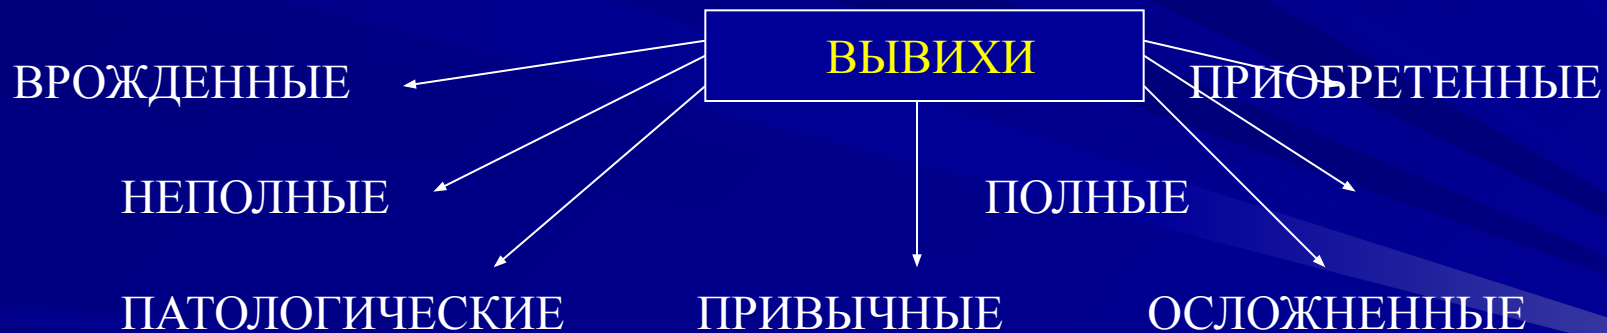 ВЫВИХИ
ВРОЖДЕННЫЕ ПРИОБРЕТЕННЫЕ
НЕПОЛНЫЕ ПОЛНЫЕ
ПАТОЛОГИЧЕСКИЕ ПРИВЫЧНЫЕ ОСЛОЖНЕННЫЕ